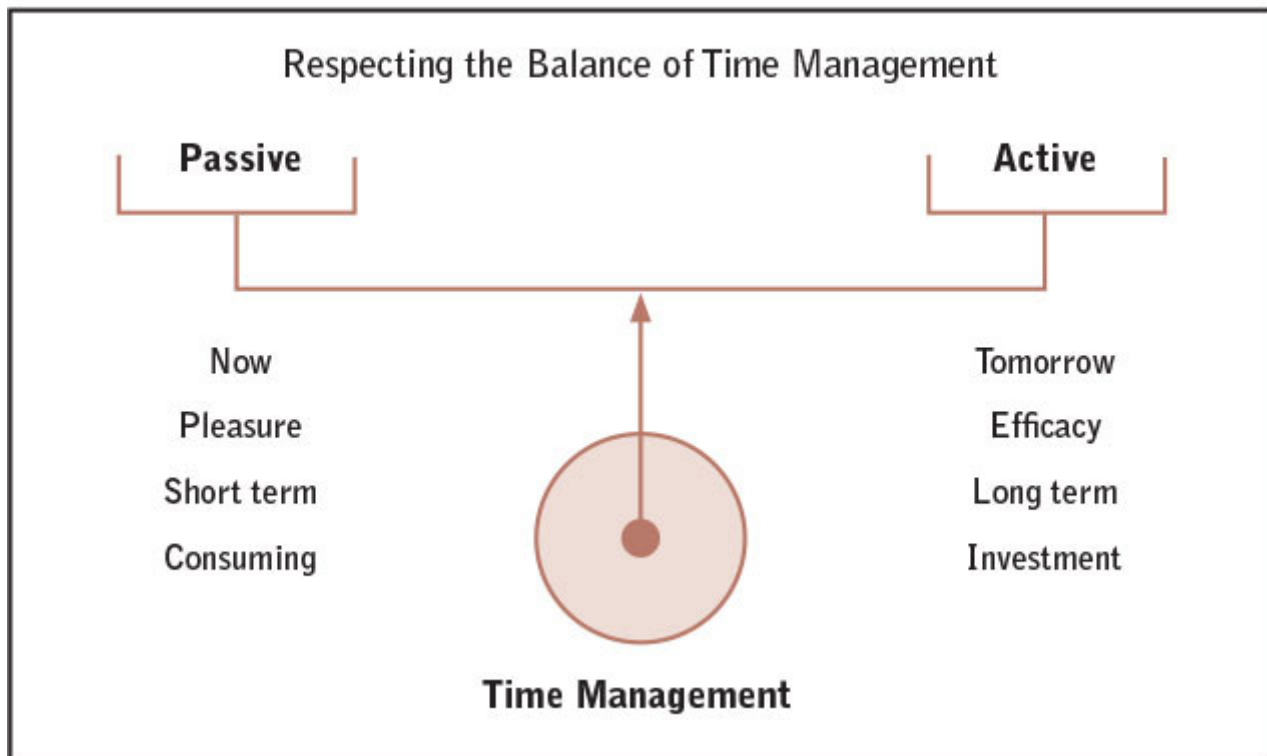 Respecting the Balance of Time Management
Passive
Active
Now
Pleasure
Short term
Consuming
Tomorrow
Efficacy
Long term
Investment
Time Management